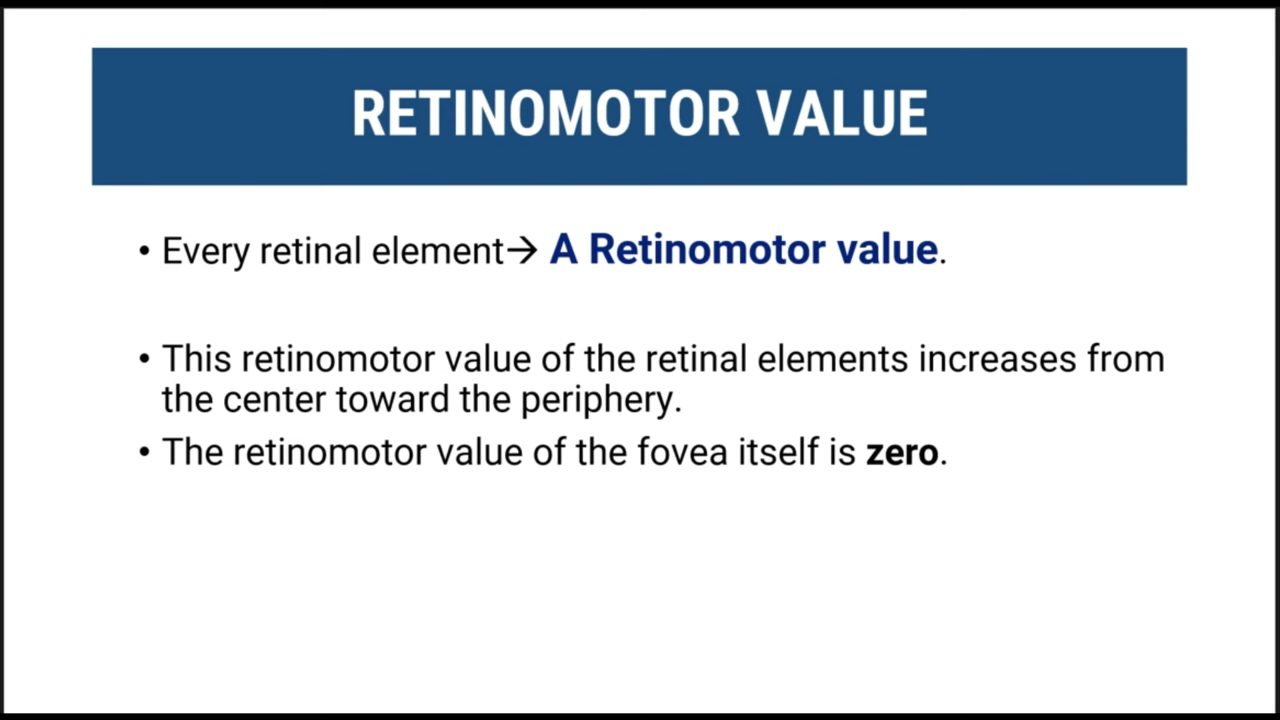 RETINOMOTOR VALUE
• Every retinal element→ A Retinomotor value.
• This retinomotor value of the retinal elements increases from
the center toward the periphery.
• The retinomotor value of the fovea itself is zero.